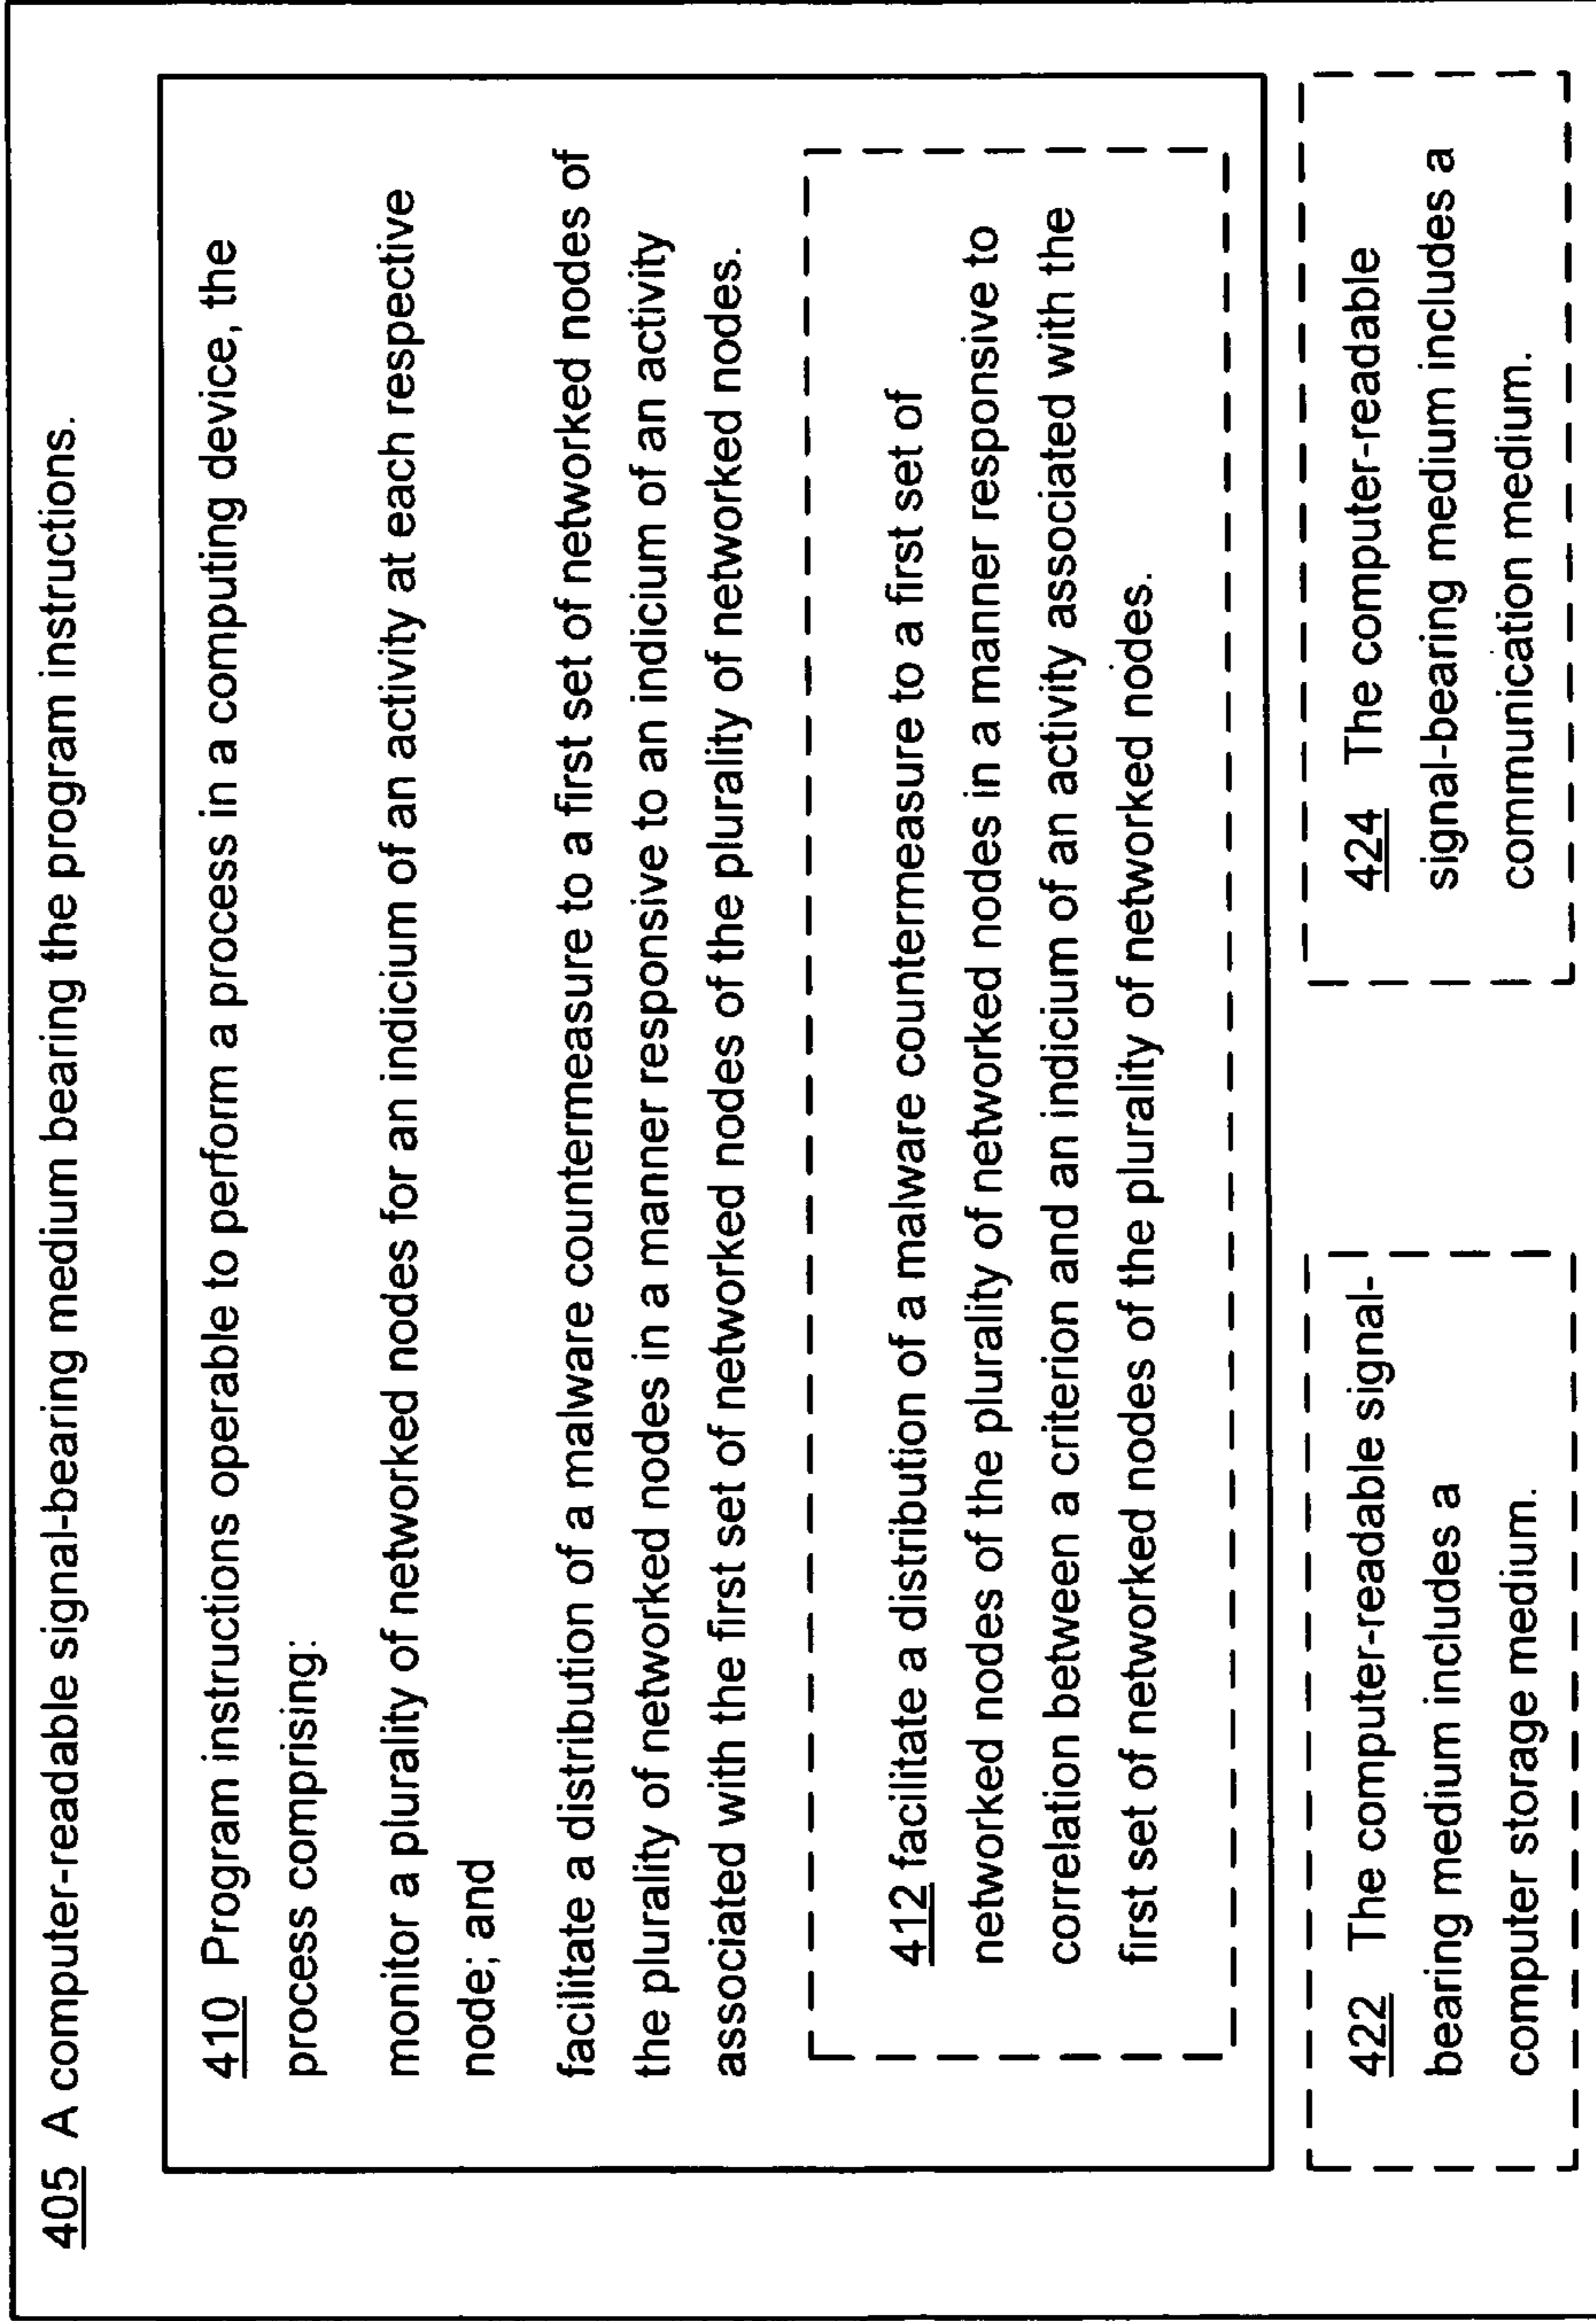 405 A computer-readable signal-bearing medium bearing the program instructions.
410 Program instructions operable to perform a process in a computing device, the
process comprising:
monitor a plurality of networked nodes for an indicium of an activity at each respective
node; and
facilitate a distribution of a malware countermeasure to a first set of networked nodes of
the plurality of networked nodes in a manner responsive to an indicium of an activity
associated with the first set of networked nodes of the plurality of networked nodes.
412 facilitate a distribution of a malware countermeasure to a first set of
networked nodes of the plurality of networked nodes in a manner responsive to
correlation between a criterion and an indicium of an activity associated with the
first set of networked nodes of the plurality of networked nodes.
422 The computer-readable signal-
bearing medium includes a
computer storage medium.
424 The computer-readable
signal-bearing medium includes a
communication medium.